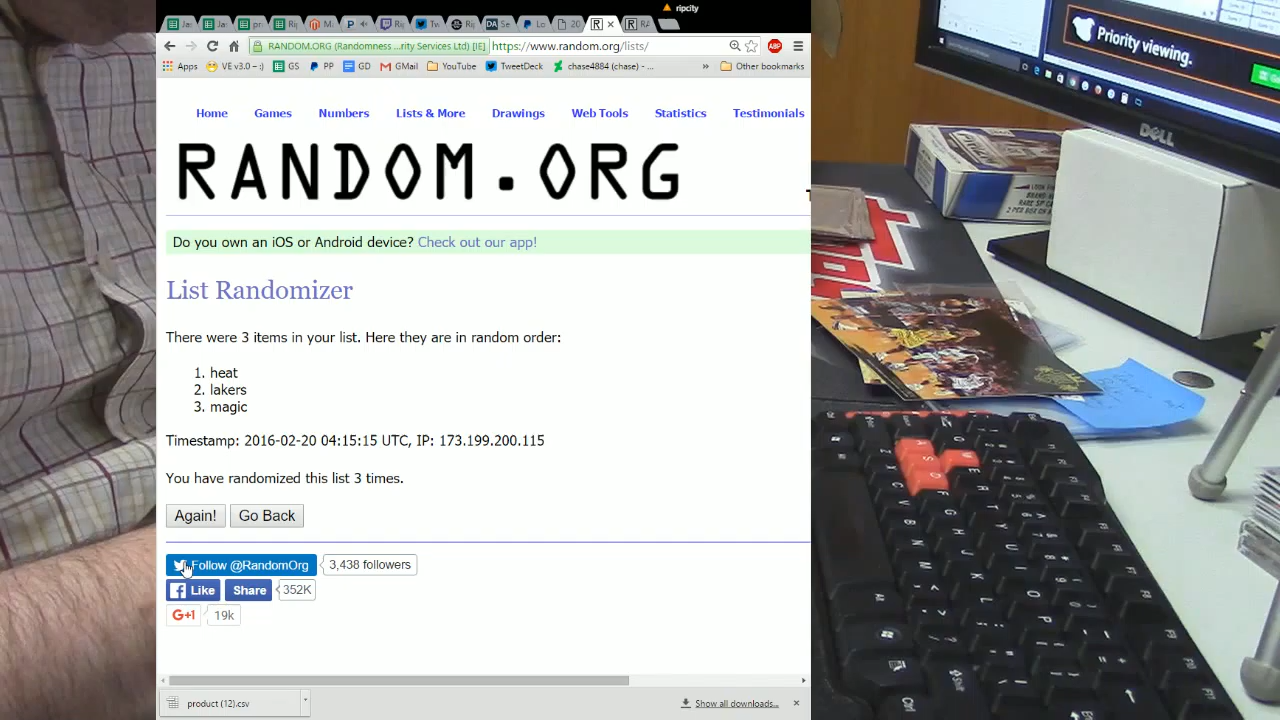 ripcity
RANDOM.ORG (Randomness ...rity Services Ltd) [IE] https://www.random.org/lists/
Apps VE v3.0 ~ :) GS PP GD GMail YouTube TweetDeck chase4884 (chase) - ... » Other bookmarks
Home Games Numbers Lists & More Drawings Web Tools Statistics Testimonials
RANDOM.ORG
Do you own an iOS or Android device? Check out our app!
List Randomizer
There were 3 items in your list. Here they are in random order:
1. heat
2. lakers
3. magic
Timestamp: 2016-02-20 04:15:15 UTC, IP: 173.199.200.115
You have randomized this list 3 times.
Again! Go Back
Follow @RandomOrg 3,438 followers
Like Share 352K
G+1 19k
product (12).csv Show all downloads...
Priority viewing.
DELL